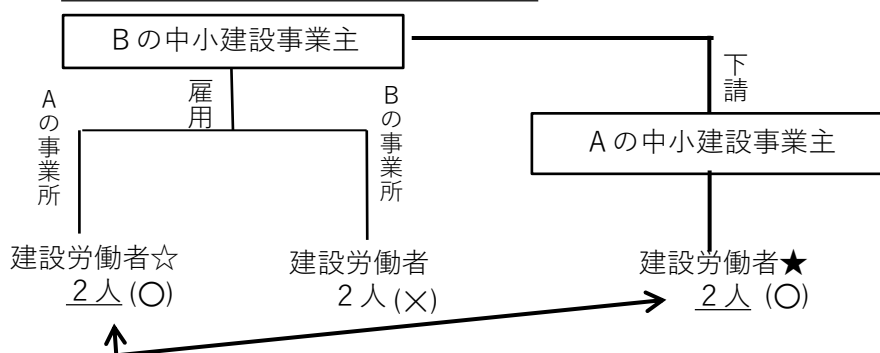 Bの中小建設事業主
下請
雇用
Aの事業所
Bの事業所
Aの中小建設事業主
建設労働者☆
2人(○)
建設労働者
2人(×)
建設労働者★
2人 (○)